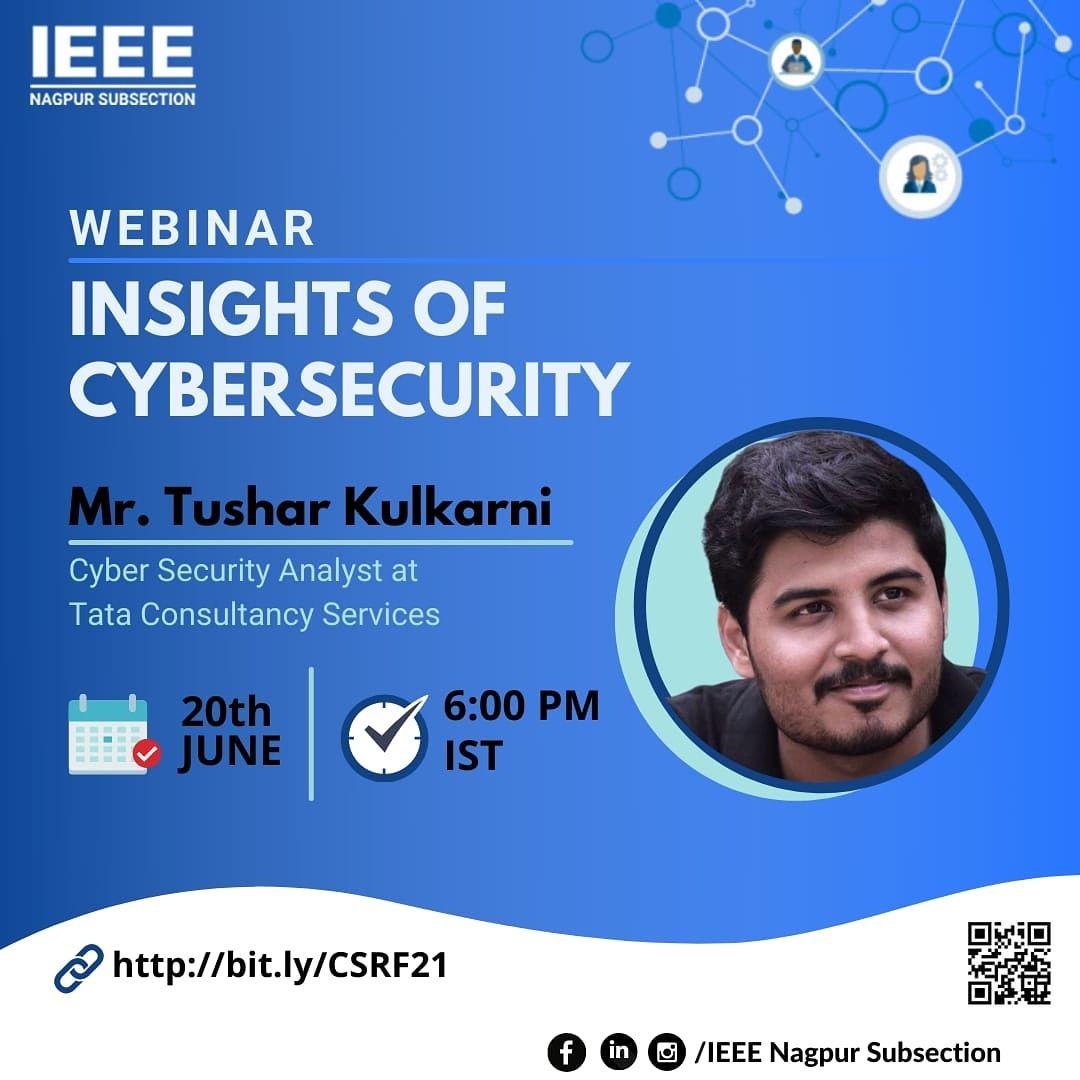 IEEE
NAGPUR SUBSECTION
WEBINAR
INSIGHTS OF
CYBERSECURITY
Mr. Tushar Kulkarni
Cyber Security Analyst at
Tata Consultancy Services
20th
JUNE
6:00 PM
IST
http://bit.ly/CSRF21
/IEEE Nagpur Subsection